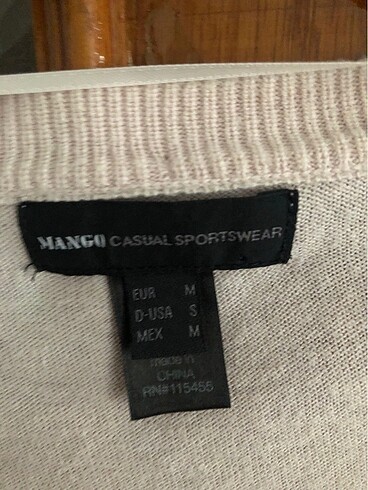 MANGO CASUAL SPORTSWEAR
EUR M
D-USA S
MEX M
made in
CHINA
RN#115456